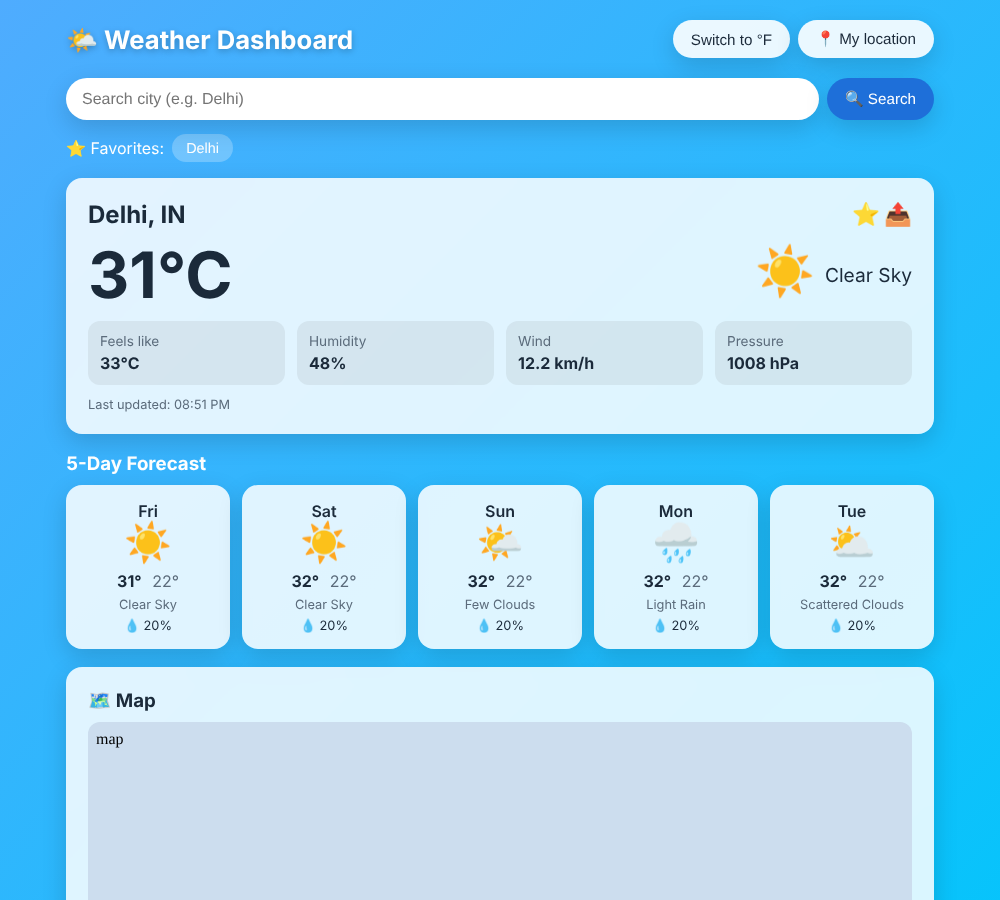 🌤️ Weather Dashboard
Switch to °F
📍 My location
Search city (e.g. Delhi)
🔍 Search
⭐ Favorites: Delhi
Delhi, IN
31°C
Clear Sky
Feels like
33°C
Humidity
48%
Wind
12.2 km/h
Pressure
1008 hPa
Last updated: 08:51 PM
5-Day Forecast
Fri
31° 22°
Clear Sky
💧 20%
Sat
32° 22°
Clear Sky
💧 20%
Sun
32° 22°
Few Clouds
💧 20%
Mon
32° 22°
Light Rain
💧 20%
Tue
32° 22°
Scattered Clouds
💧 20%
🗺️ Map
map